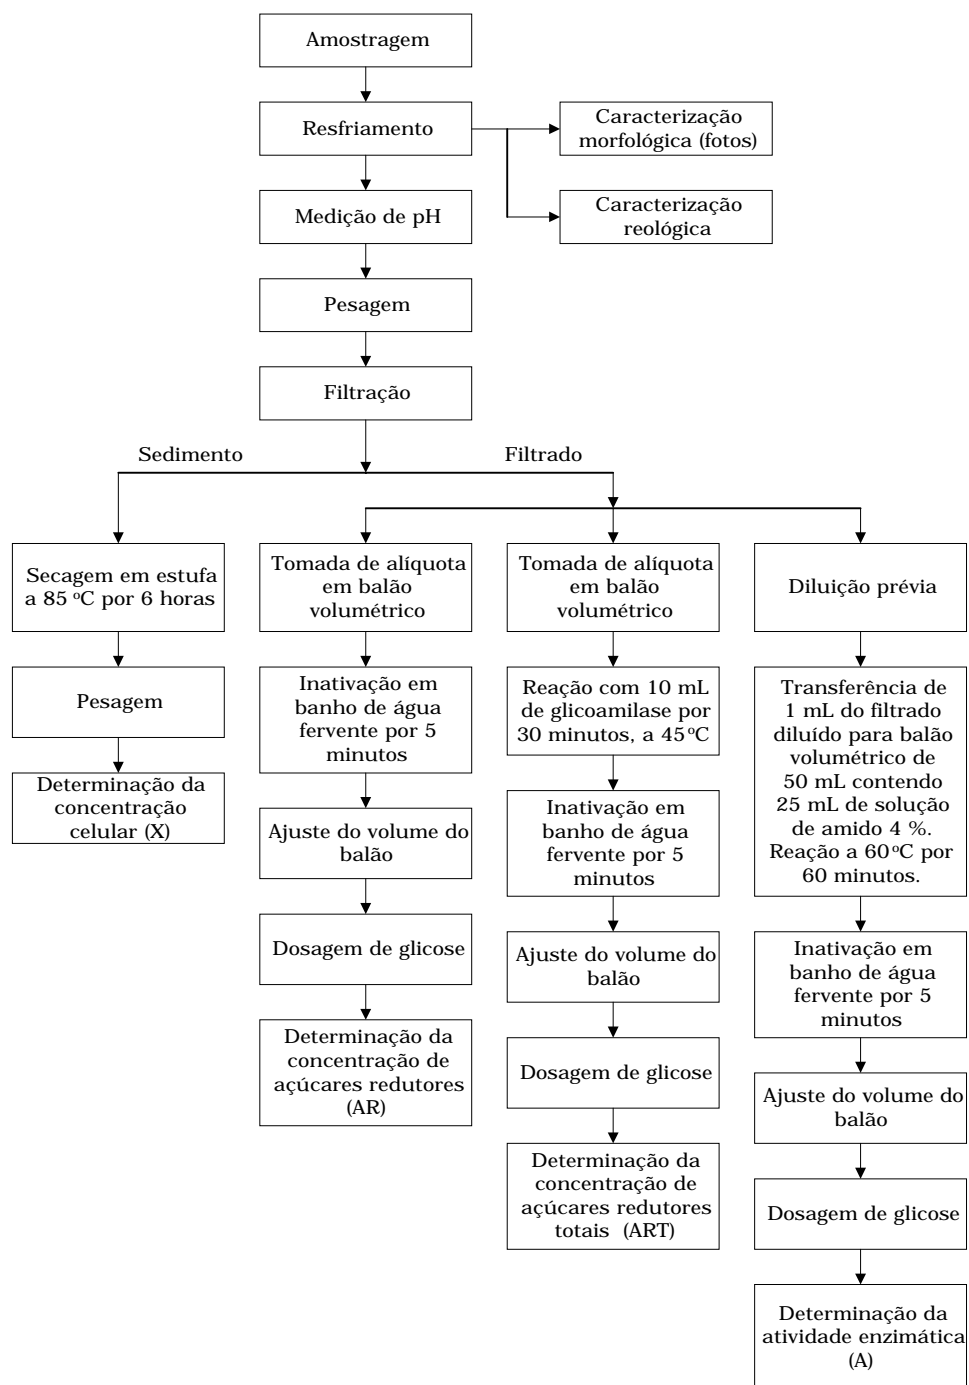 Amostragem
Resfriamento
Caracterização
morfológica (fotos)
Medição de pH
Caracterização
reológica
Pesagem
Filtração
Sedimento
Filtrado
Secagem em estufa
a 85 ºC por 6 horas
Pesagem
Determinação da
concentração
celular (X)
Tomada de alíquota
em balão
volumétrico
Inativação em
banho de água
fervente por 5
minutos
Ajuste do volume do
balão
Dosagem de glicose
Determinação da
concentração de
açúcares redutores
(AR)
Tomada de alíquota
em balão
volumétrico
Reação com 10 mL
de glicoamilase por
30 minutos, a 45ºC
Inativação em
banho de água
fervente por 5
minutos
Ajuste do volume do
balão
Dosagem de glicose
Determinação da
concentração de
açúcares redutores
totais (ART)
Diluição prévia
Transferência de
1 mL do filtrado
diluído para balão
volumétrico de
50 mL contendo
25 mL de solução
de amido 4 %.
Reação a 60ºC por
60 minutos.
Inativação em
banho de água
fervente por 5
minutos
Ajuste do volume do
balão
Dosagem de glicose
Determinação da
atividade enzimática
(A)